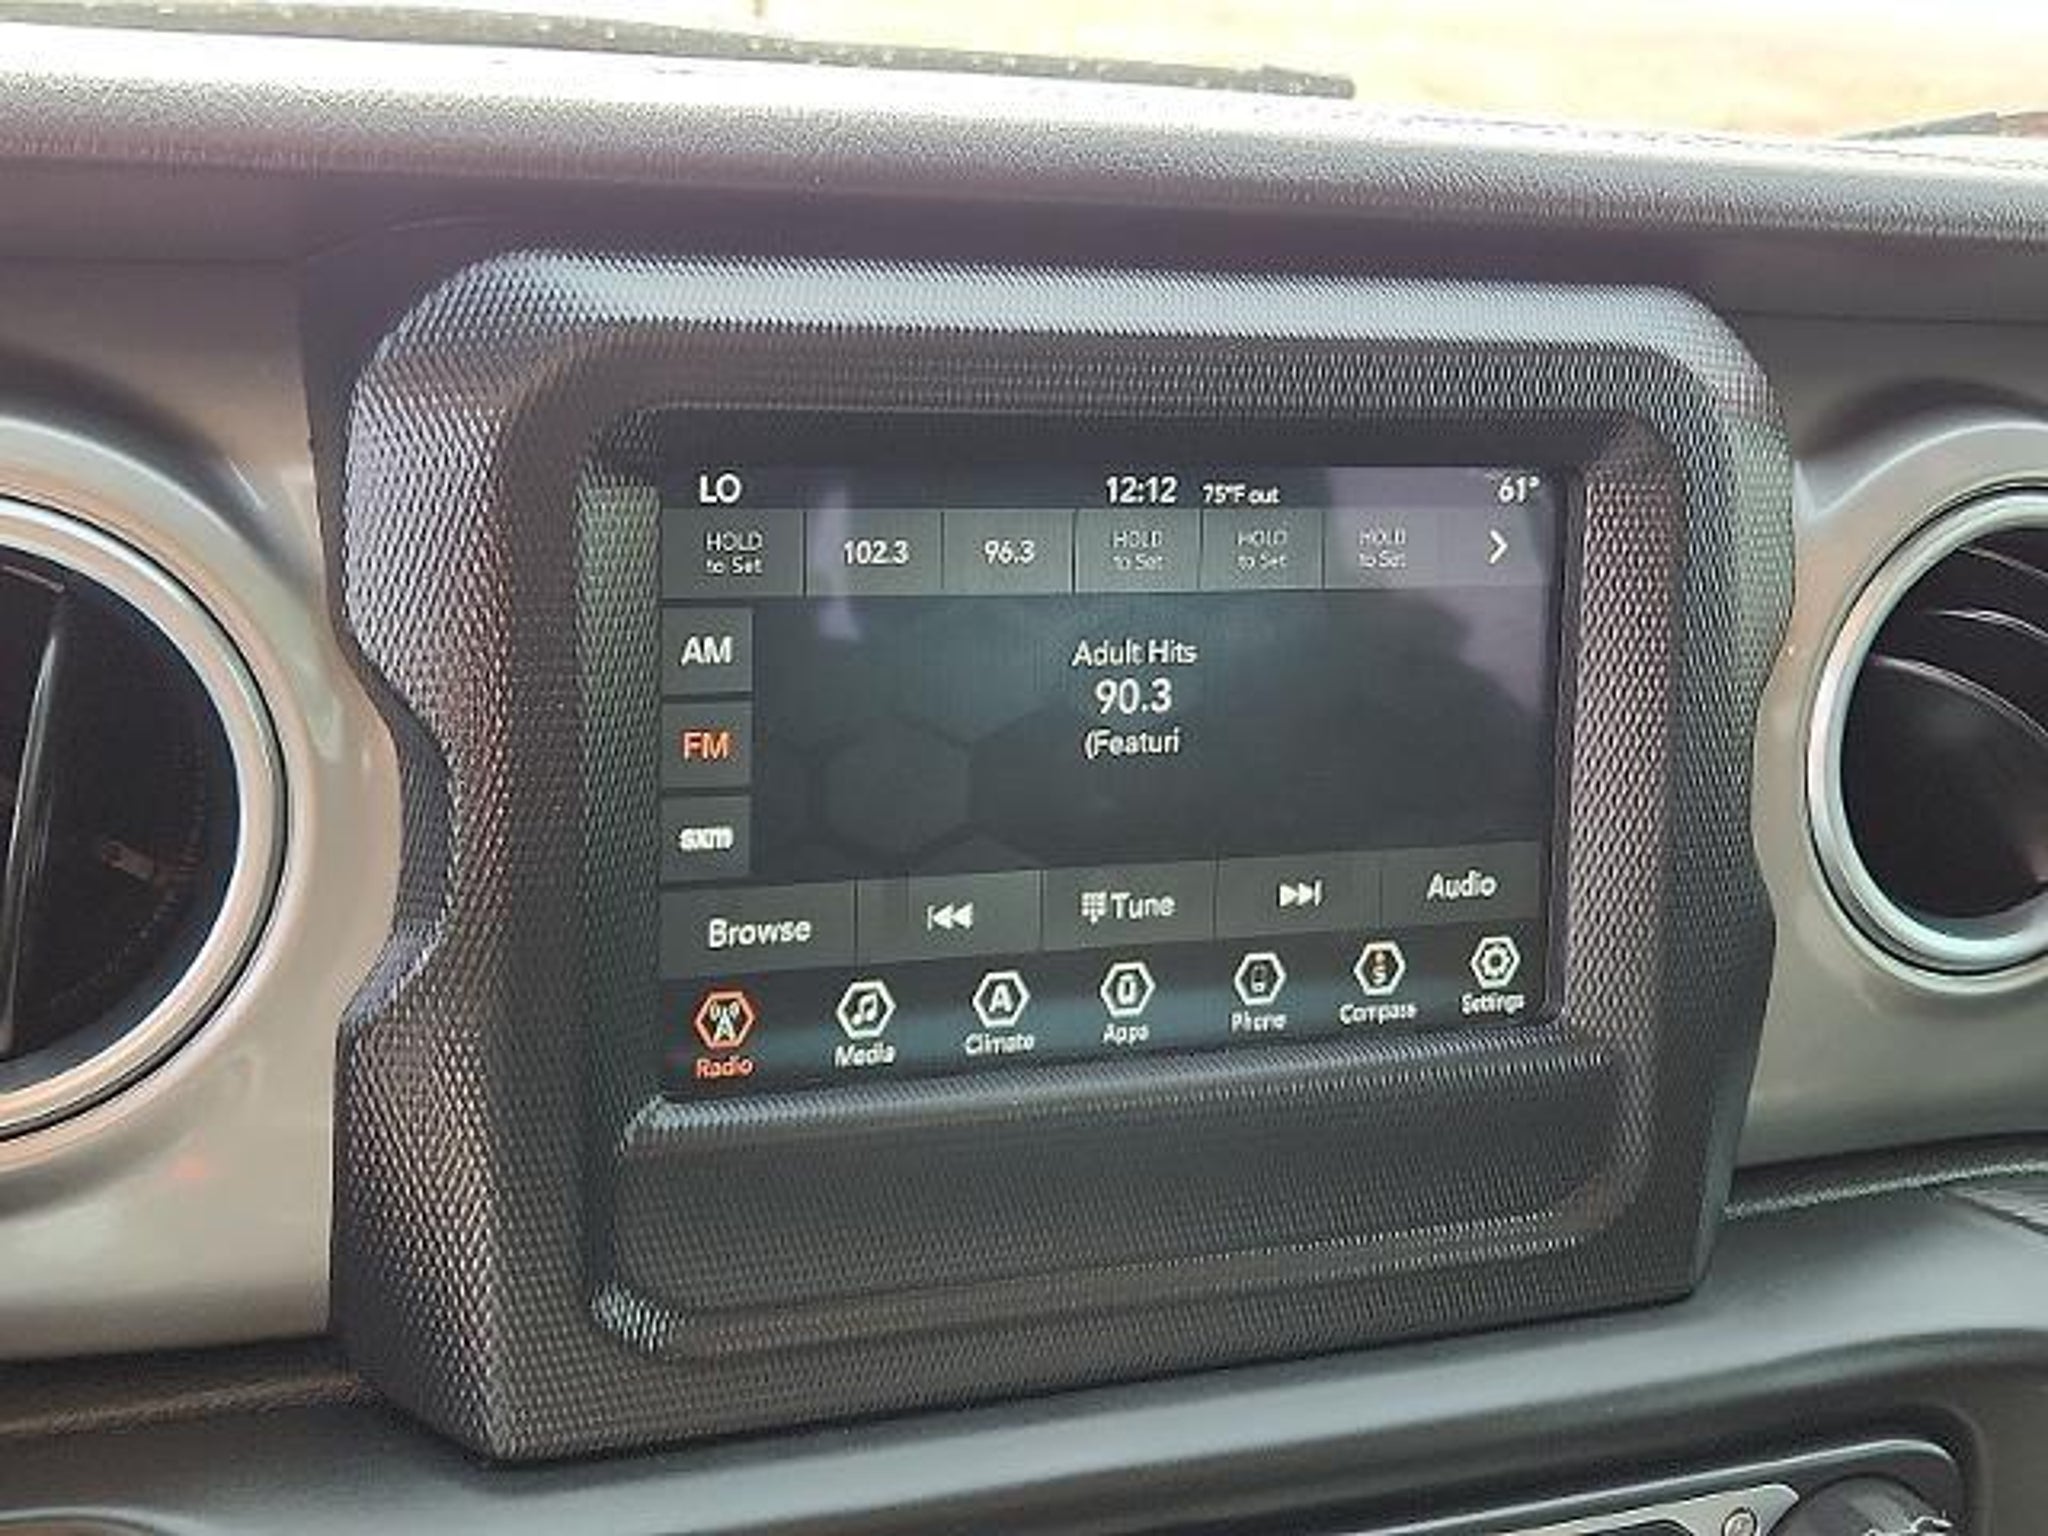 LO 12:12 75°F out 61°
HOLD to Set 102.3 96.3 HOLD to Set HOLD to Set HOLD to Set
AM
Adult Hits
90.3
FM
(Featuri
sxm
Browse Tune Audio
Radio Media Climate Apps Phone Compass Settings